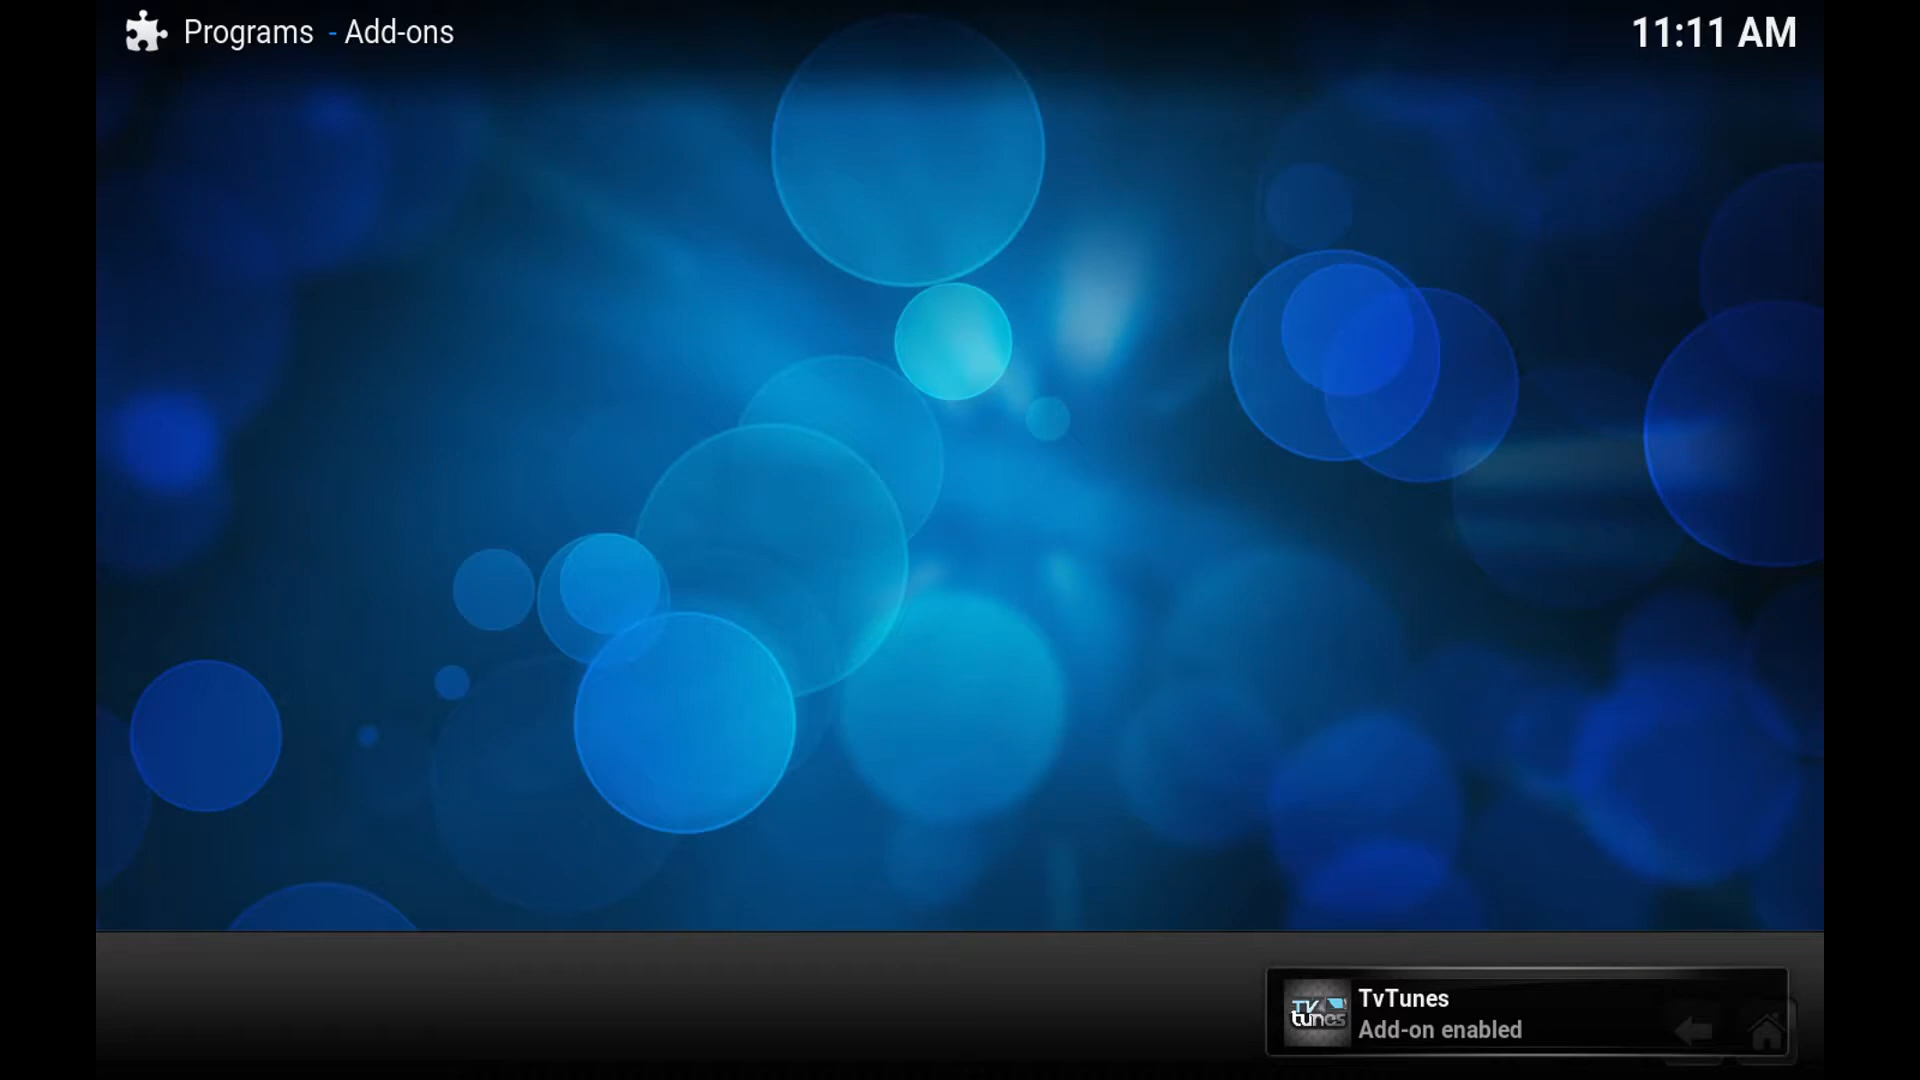 Programs - Add-ons
11:11 AM
TV tunes
TvTunes
Add-on enabled